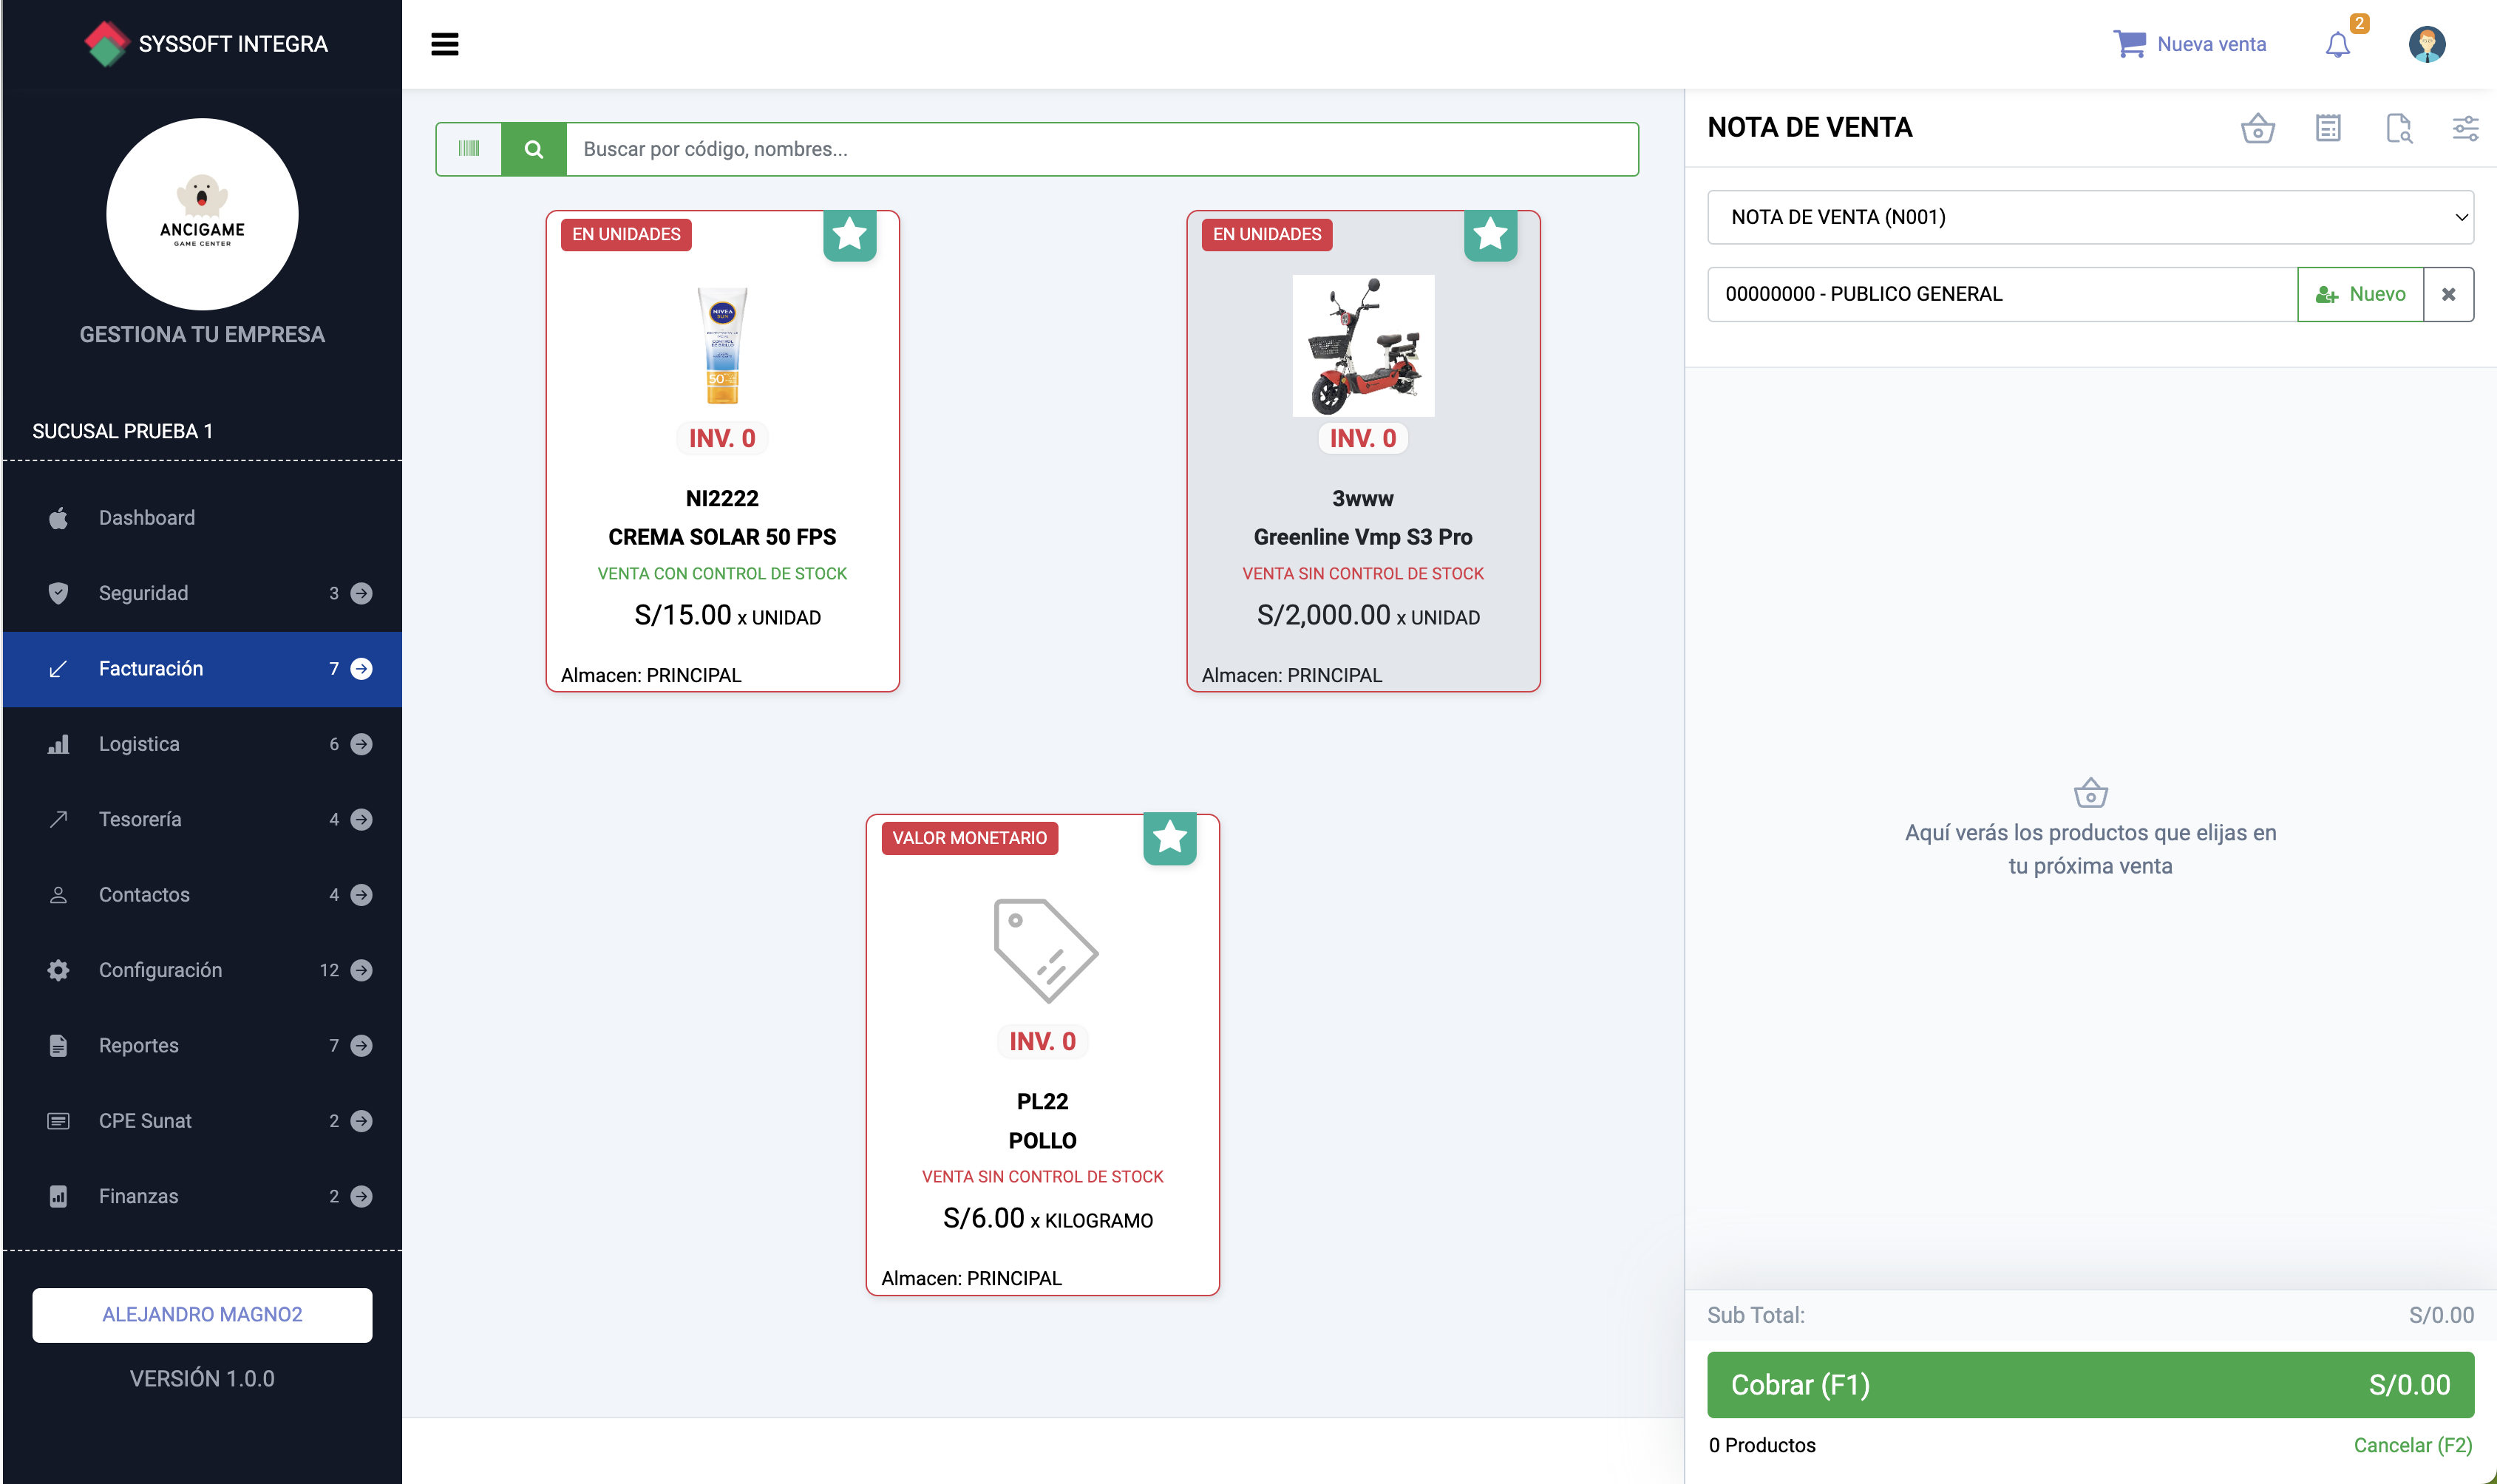 SYSSOFT INTEGRA
ANCIGAME
GAME CENTER
GESTIONA TU EMPRESA
SUCUSAL PRUEBA 1
Dashboard
Seguridad 3
Facturación 7
Logistica 6
Tesorería 4
Contactos 4
Configuración 12
Reportes 7
CPE Sunat 2
Finanzas 2
ALEJANDRO MAGNO2
VERSIÓN 1.0.0
Nueva venta
2
Buscar por código, nombres...
EN UNIDADES
NIVEA
SUN
50
INV. 0
NI2222
CREMA SOLAR 50 FPS
VENTA CON CONTROL DE STOCK
S/15.00 x UNIDAD
Almacen: PRINCIPAL
EN UNIDADES
INV. 0
3www
Greenline Vmp S3 Pro
VENTA SIN CONTROL DE STOCK
S/2,000.00 x UNIDAD
Almacen: PRINCIPAL
VALOR MONETARIO
INV. 0
PL22
POLLO
VENTA SIN CONTROL DE STOCK
S/6.00 x KILOGRAMO
Almacen: PRINCIPAL
NOTA DE VENTA
NOTA DE VENTA (N001)
00000000 - PUBLICO GENERAL
Nuevo
Aquí verás los productos que elijas en
tu próxima venta
Sub Total: S/0.00
Cobrar (F1) S/0.00
0 Productos
Cancelar (F2)